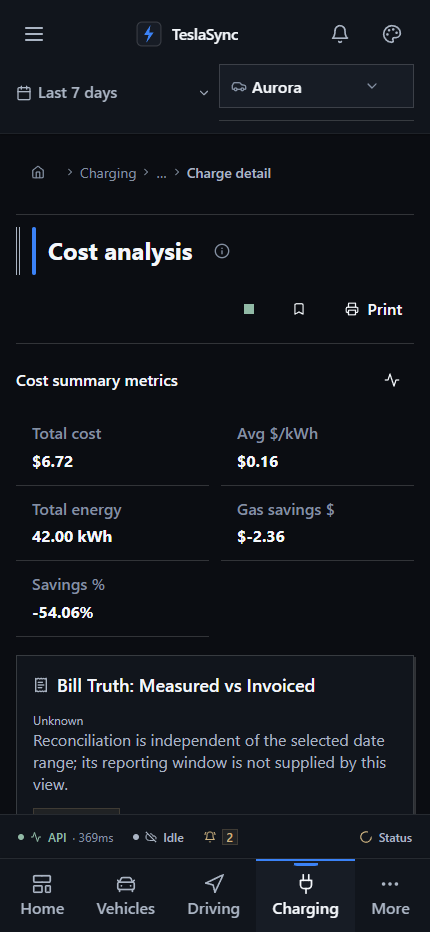 TeslaSync
Last 7 days
Aurora
Charging
...
Charge detail
Cost analysis
Print
Cost summary metrics
Total cost
$6.72
Avg $/kWh
$0.16
Total energy
42.00 kWh
Gas savings $
$-2.36
Savings %
-54.06%
Bill Truth: Measured vs Invoiced
Unknown
Reconciliation is independent of the selected date
range; its reporting window is not supplied by this
view.
API · 369ms
Idle
2
Status
Home
Vehicles
Driving
Charging
More